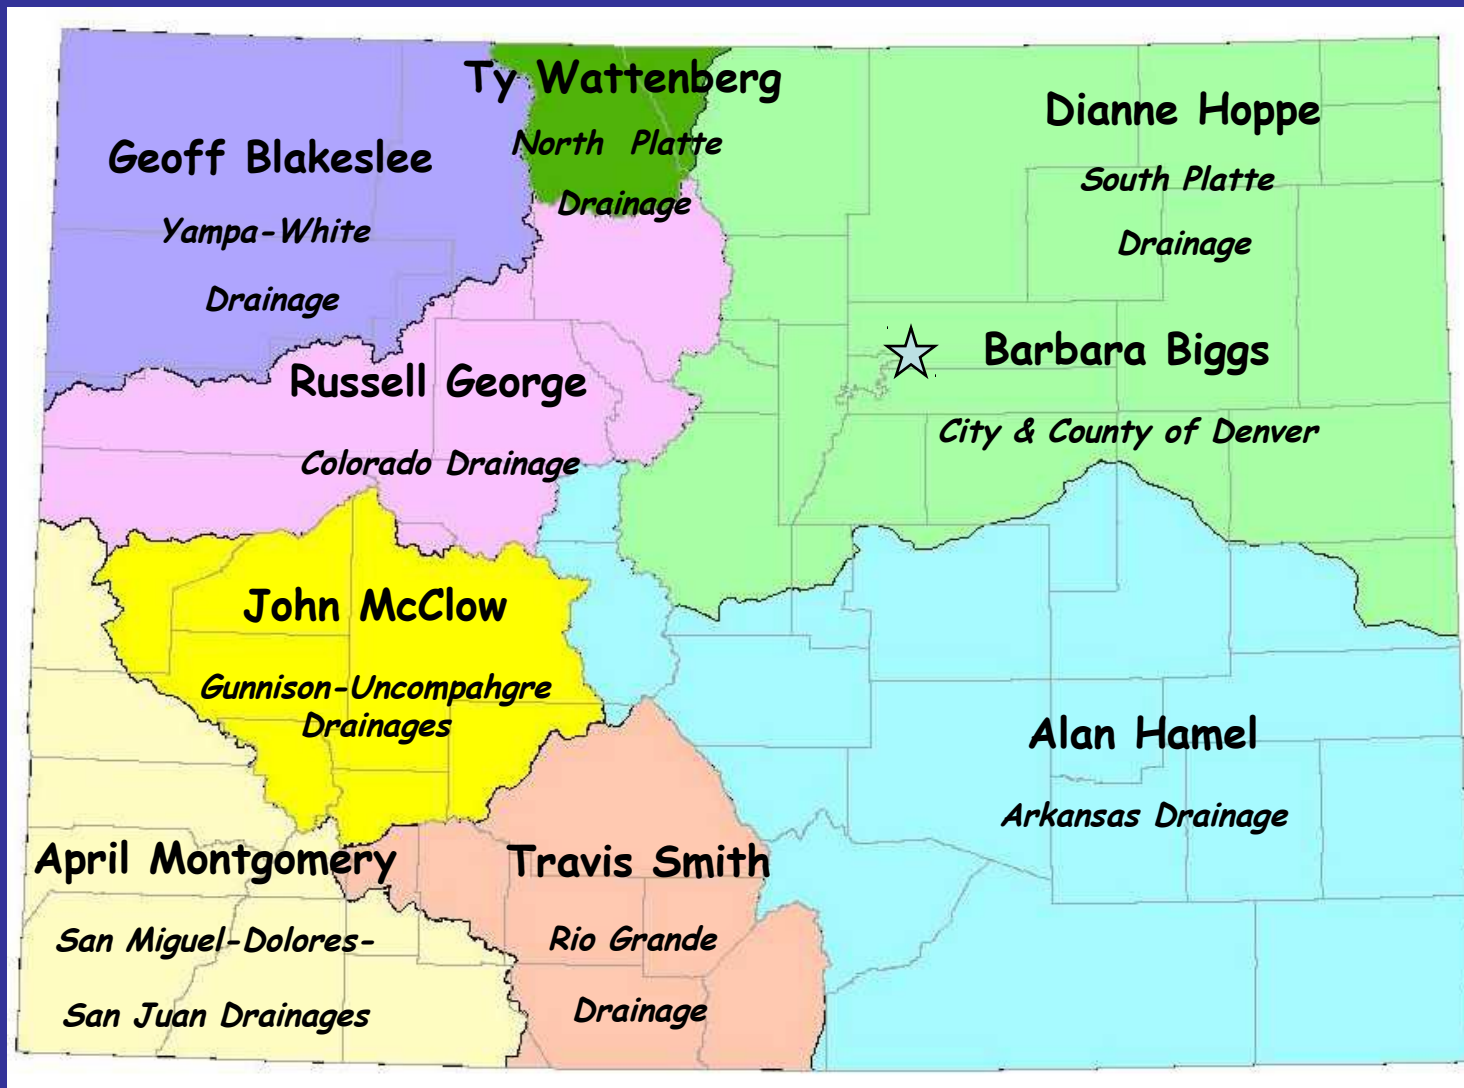 Ty Wattenberg
North Platte
Drainage
Dianne Hoppe
South Platte
Drainage
Geoff Blakeslee
Yampa-White
Drainage
Barbara Biggs
City & County of Denver
Russell George
Colorado Drainage
John McClow
Gunnison-Uncompahgre
Drainages
Alan Hamel
Arkansas Drainage
April Montgomery
San Miguel-Dolores-
San Juan Drainages
Travis Smith
Rio Grande
Drainage